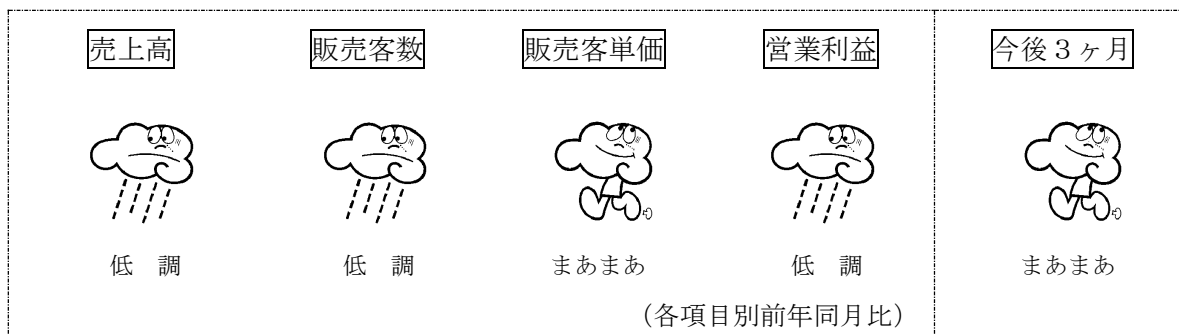 売上高 販売客数 販売客単価 営業利益 今後３ヶ月
低 調 低 調 まあまあ 低 調 まあまあ
（各項目別前年同月比）